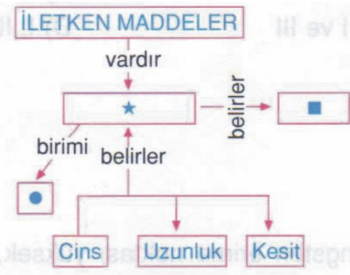 İLETKEN MADDELER
vardır
★
belirler
■
birimi
belirler
●
Cins
Uzunluk
Kesit